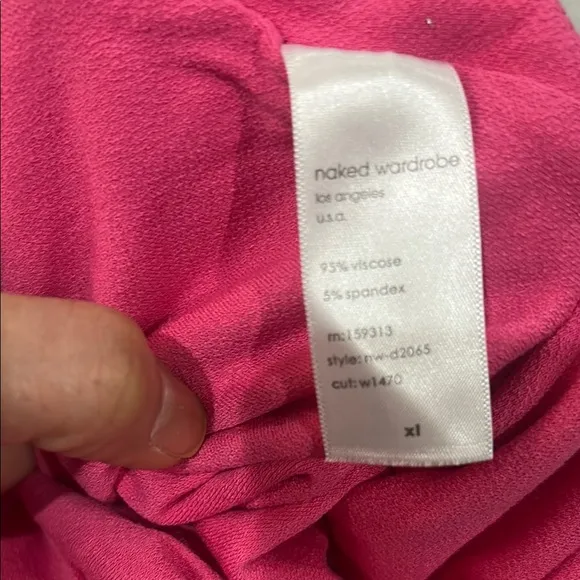 naked wardrobe
los angeles
u.s.a.
95% viscose
5% spandex
rn:159313
style: nw-d2065
cut: w1470
xl